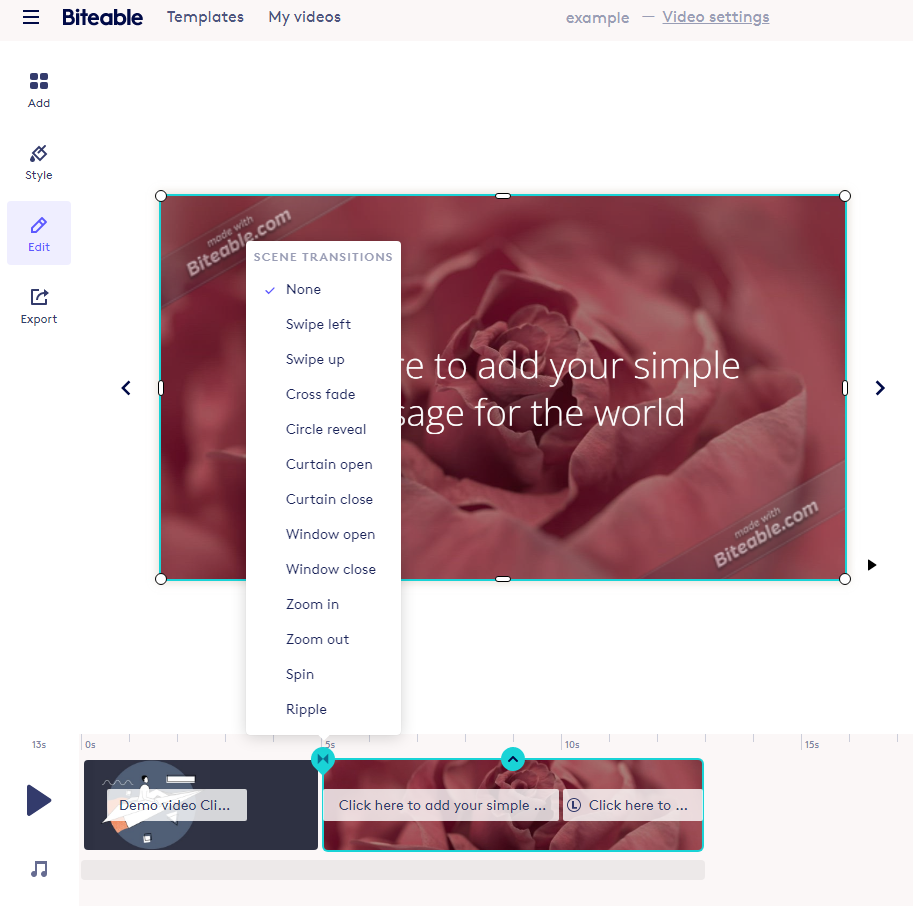 Biteable Templates My videos example — Video settings
Add
Style
Edit
Export
made with
Biteable.com
SCENE TRANSITIONS
None
Swipe left
Swipe up
Cross fade
Circle reveal
Curtain open
Curtain close
Window open
Window close
Zoom in
Zoom out
Spin
Ripple
re to add your simple
sage for the world
made with
Biteable.com
13s 0s 5s 10s 15s
Demo video Cli... Click here to add your simple ... L Click here to ...